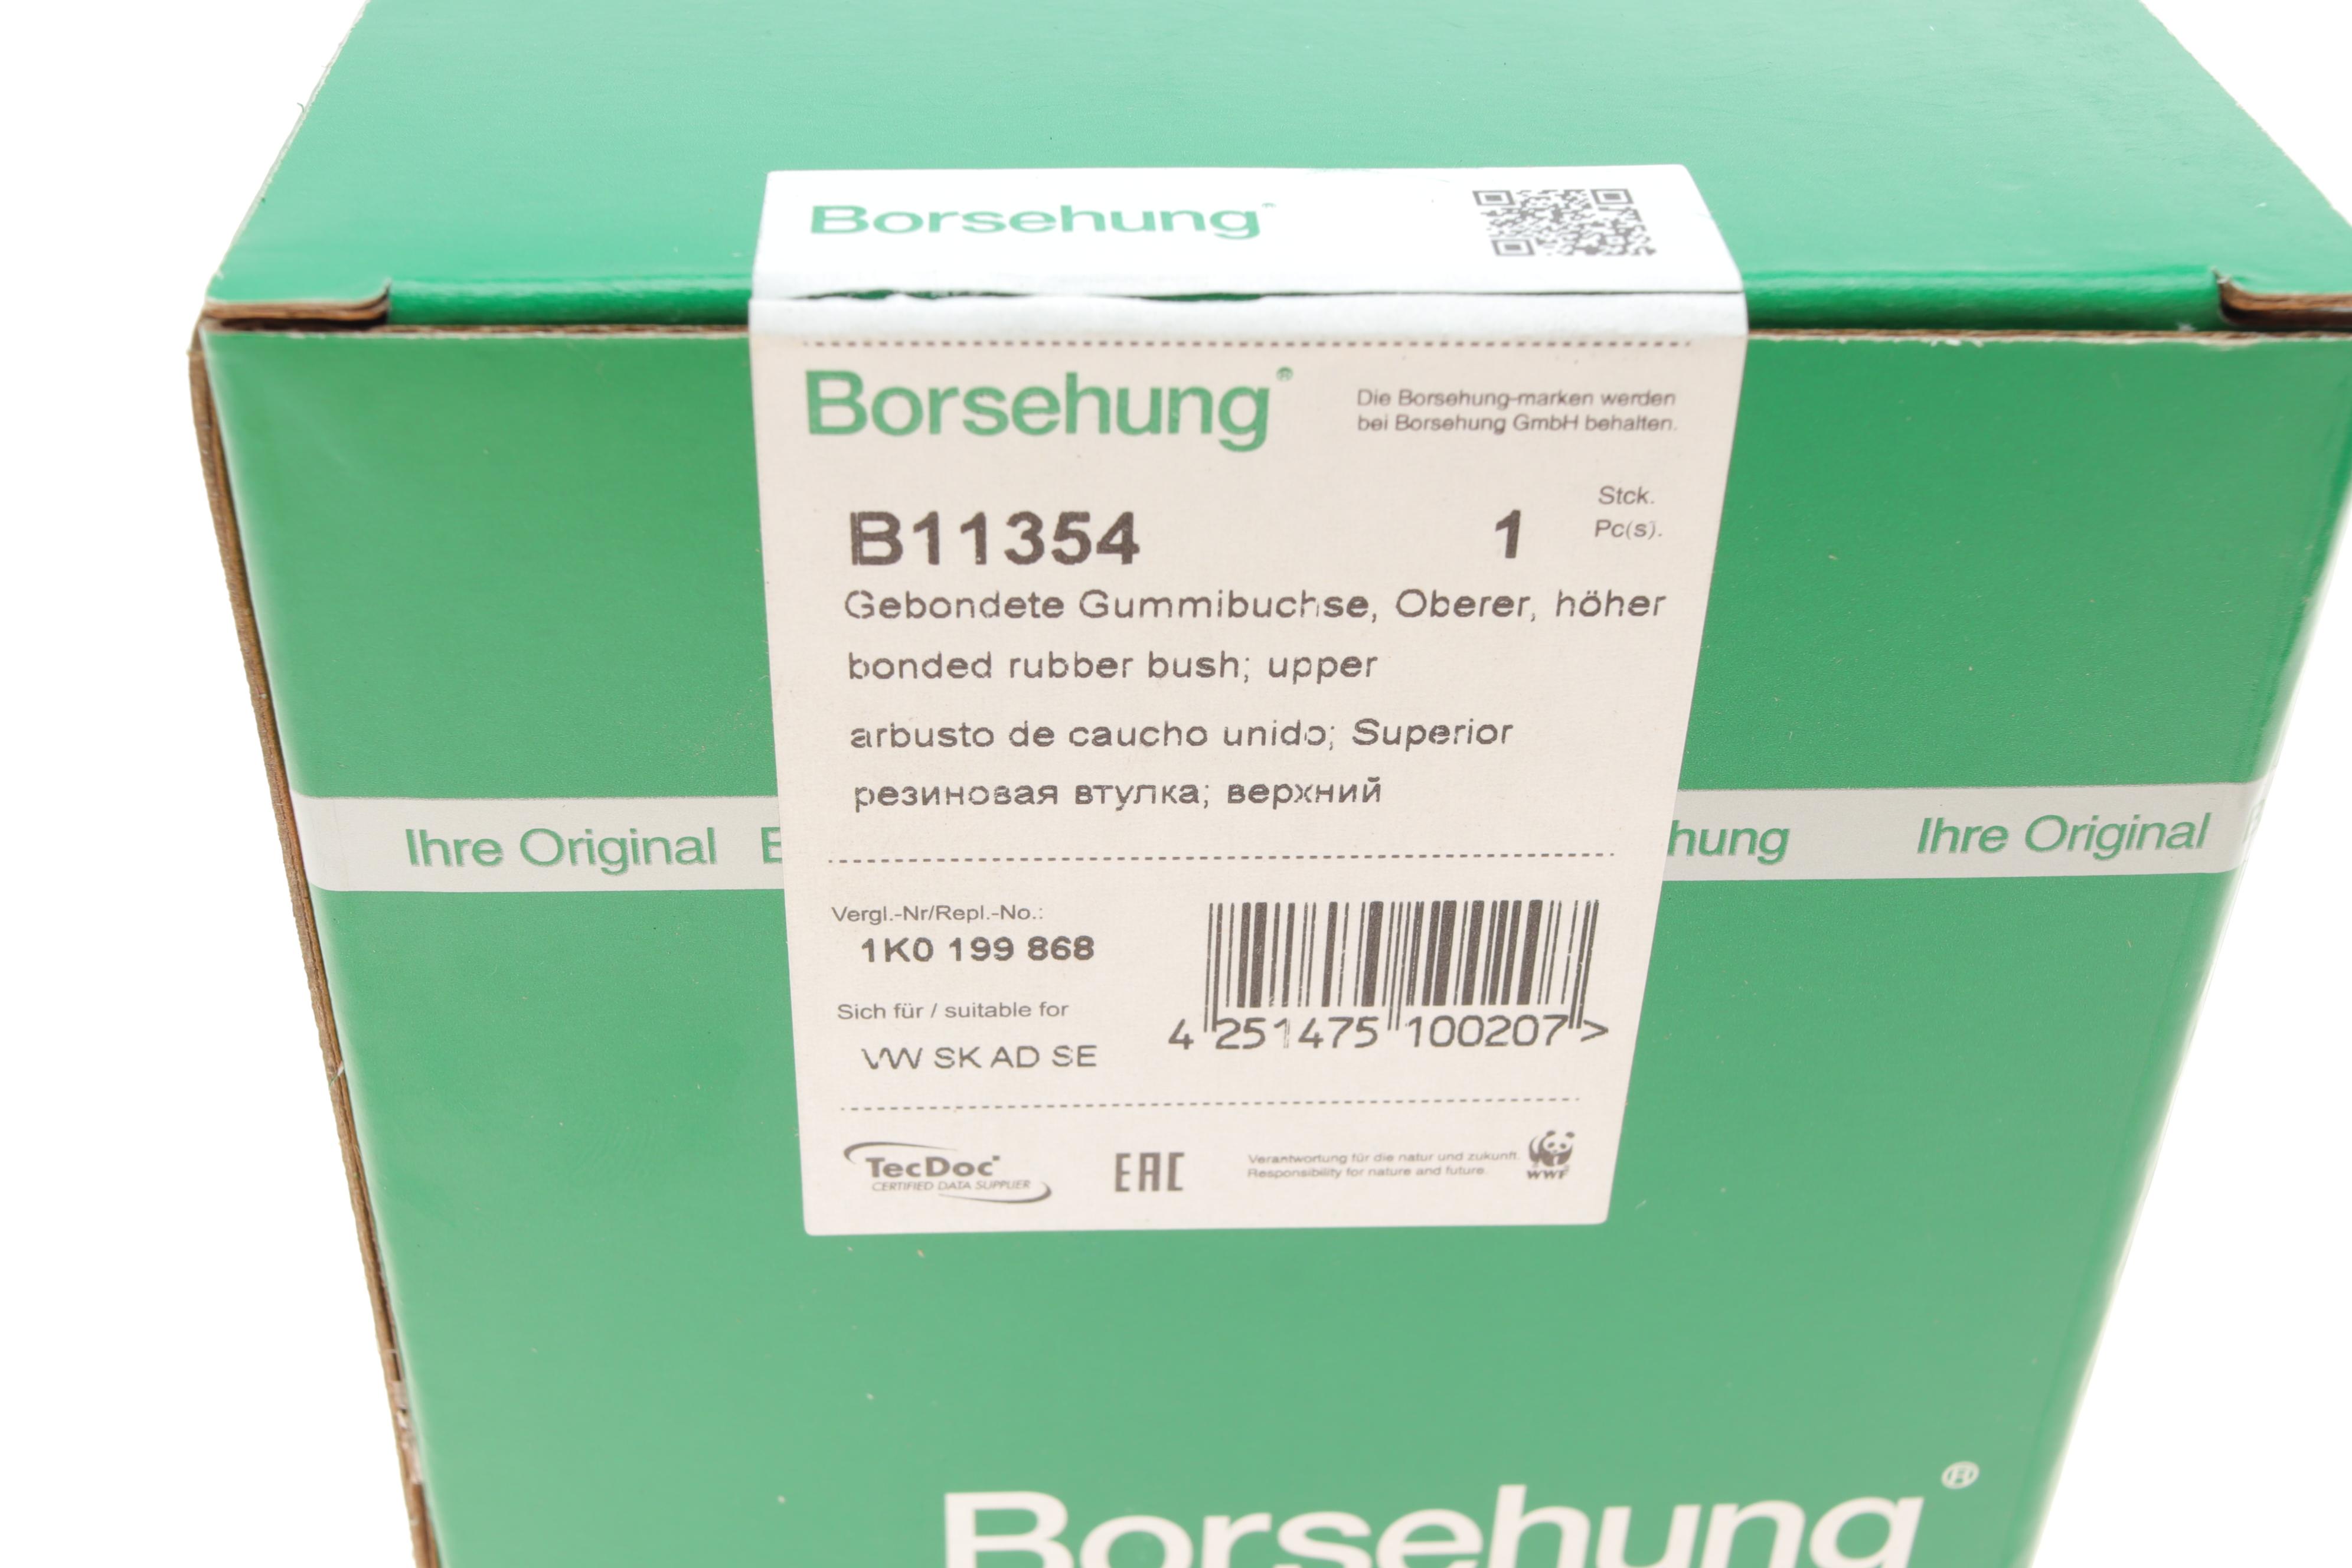 Borsehung
Borsehung®
Die Borsehung-marken werden
bei Borsehung GmbH behalten.
B11354
1
Stck.
Pc(s).
Gebondete Gummibuchse, Oberer, höher
bonded rubber bush; upper
arbusto de caucho unido; Superior
резиновая втулка; верхний
Ihre Original
hung
Ihre Original
Vergl.-Nr/Repl.-No.:
1K0 199 868
Sich für / suitable for
VW SK AD SE
4 251475 100207 >
TecDoc
CERTIFIED DATA SUPPLIER
EAC
Verantwortung für die natur und zukunft.
Responsibility for nature and future.
WWF
Borsehung®